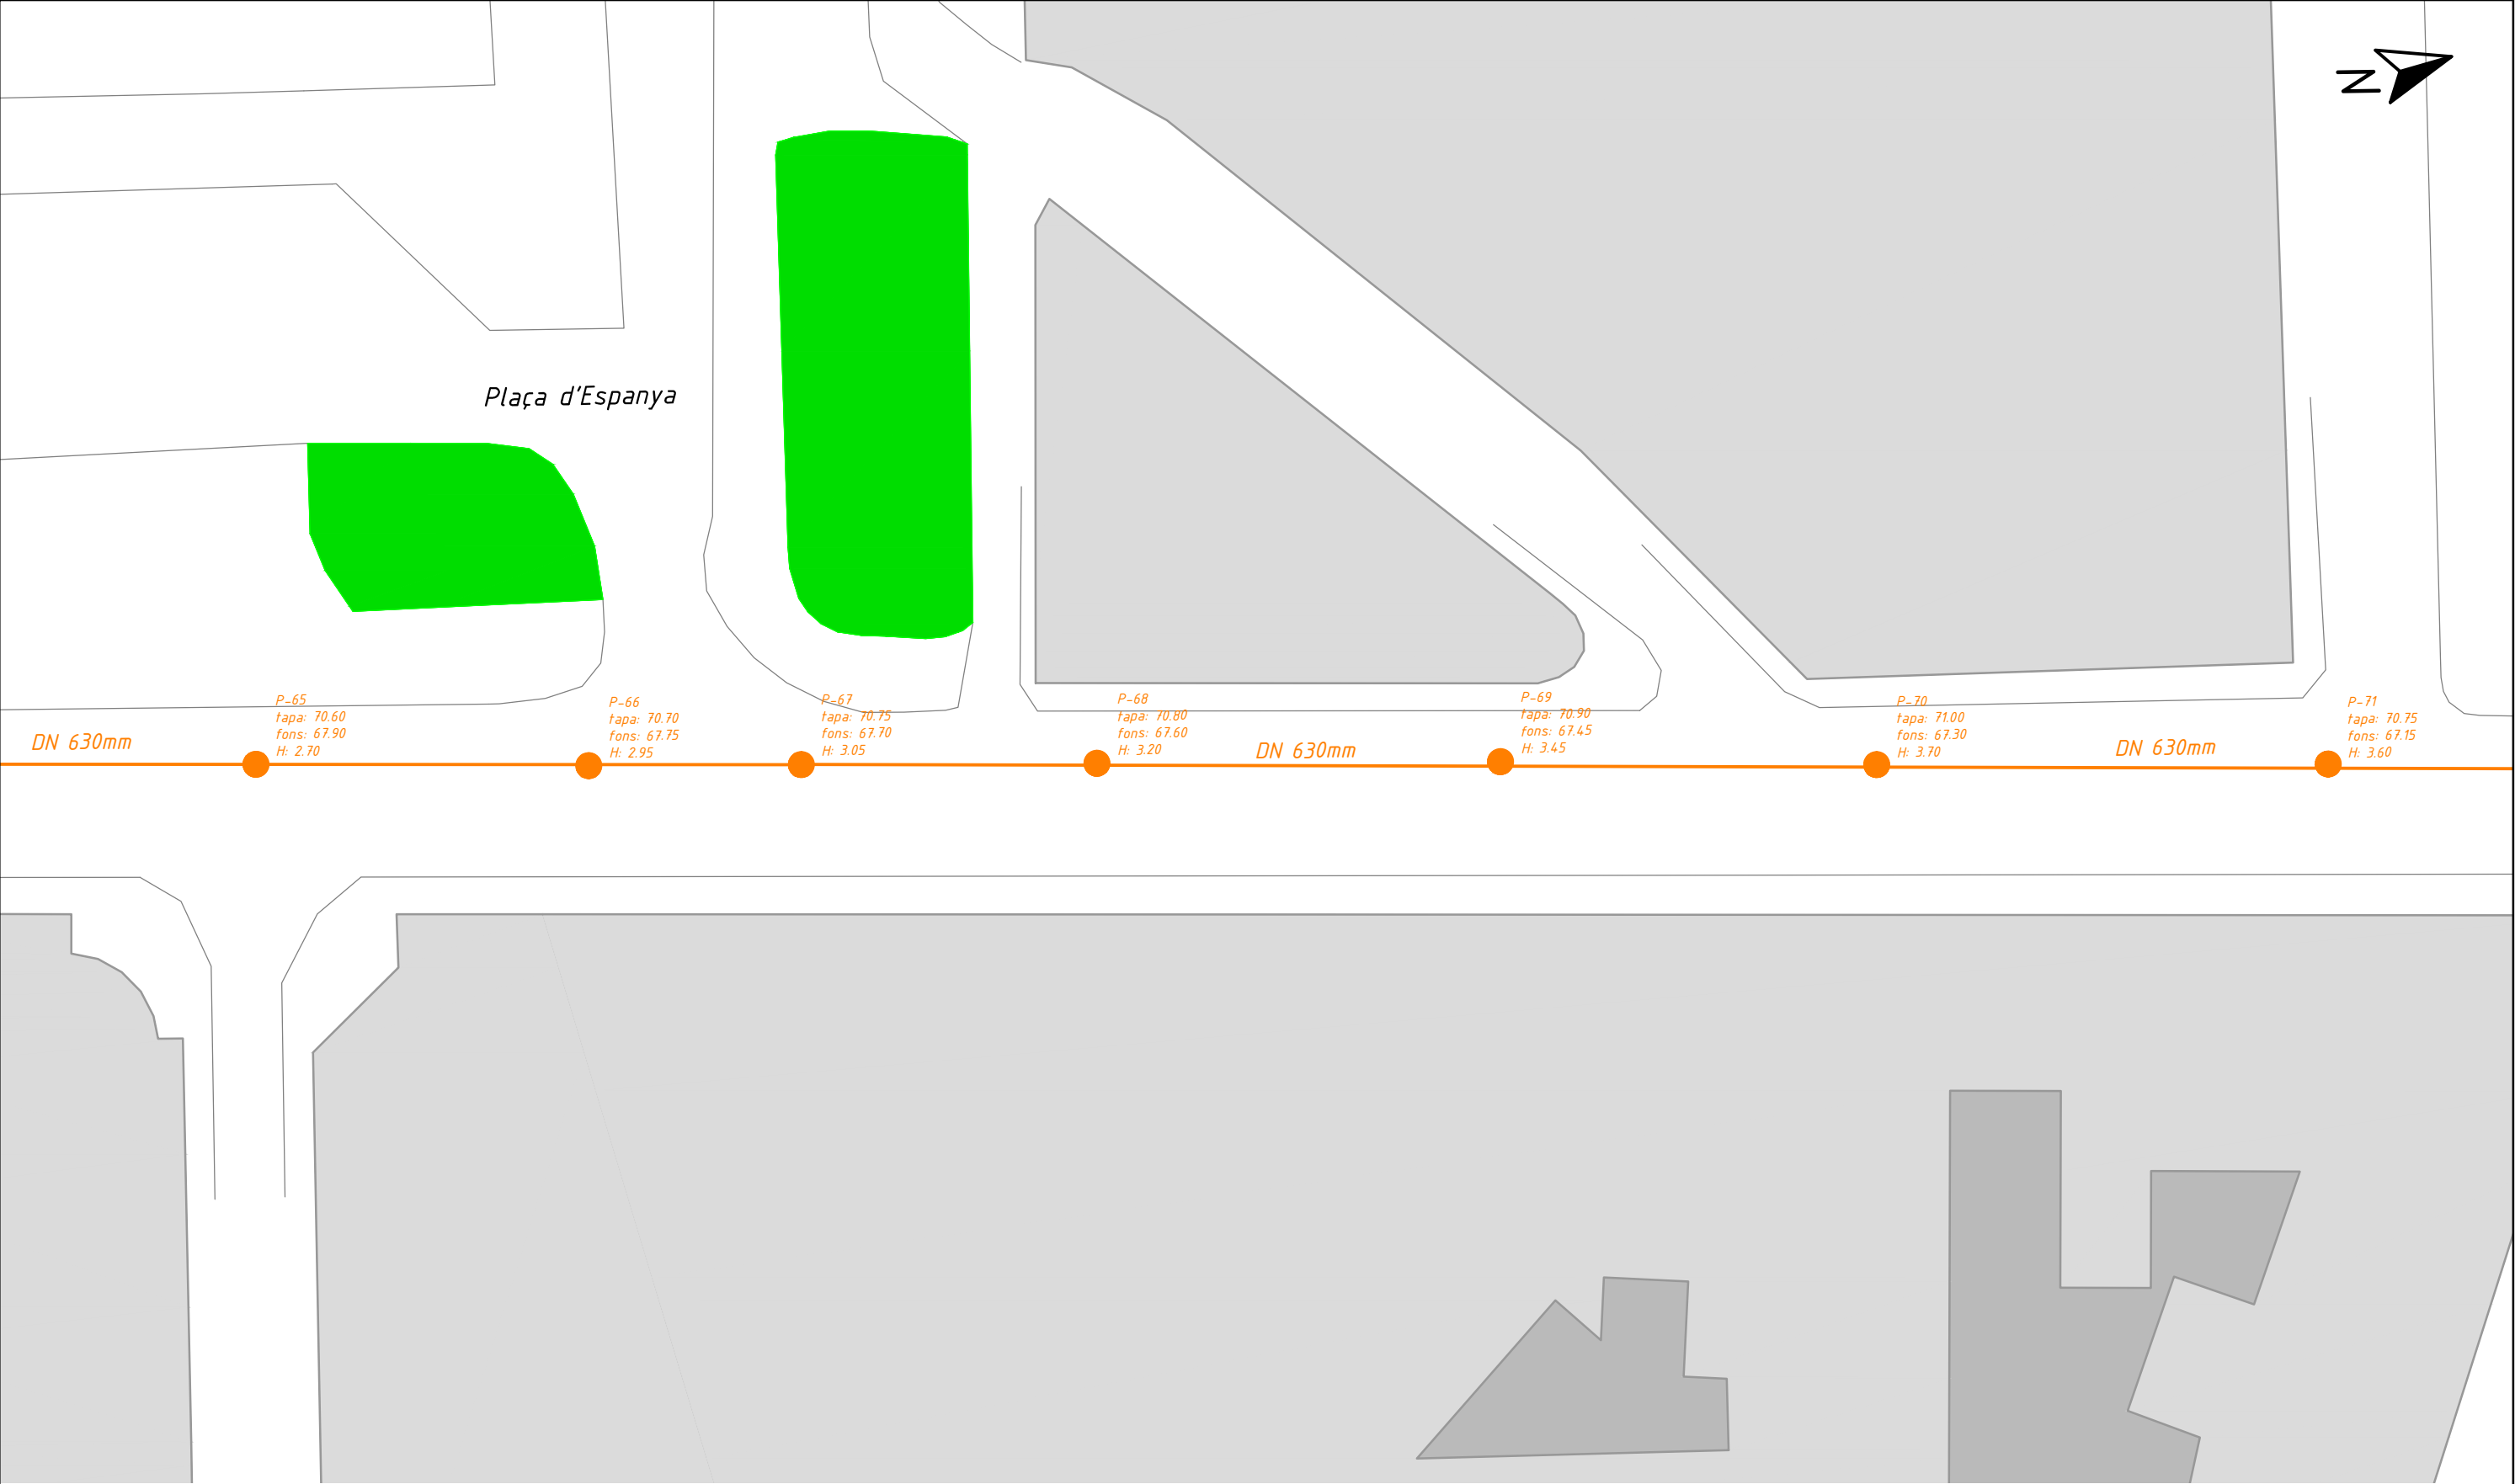 N
Plaça d'Espanya
DN 630mm
P-65
tapa: 70.60
fons: 67.90
H: 2.70
P-66
tapa: 70.70
fons: 67.75
H: 2.95
P-67
tapa: 70.75
fons: 67.70
H: 3.05
P-68
tapa: 70.80
fons: 67.60
H: 3.20
DN 630mm
P-69
tapa: 70.90
fons: 67.45
H: 3.45
P-70
tapa: 71.00
fons: 67.30
H: 3.70
DN 630mm
P-71
tapa: 70.75
fons: 67.15
H: 3.60